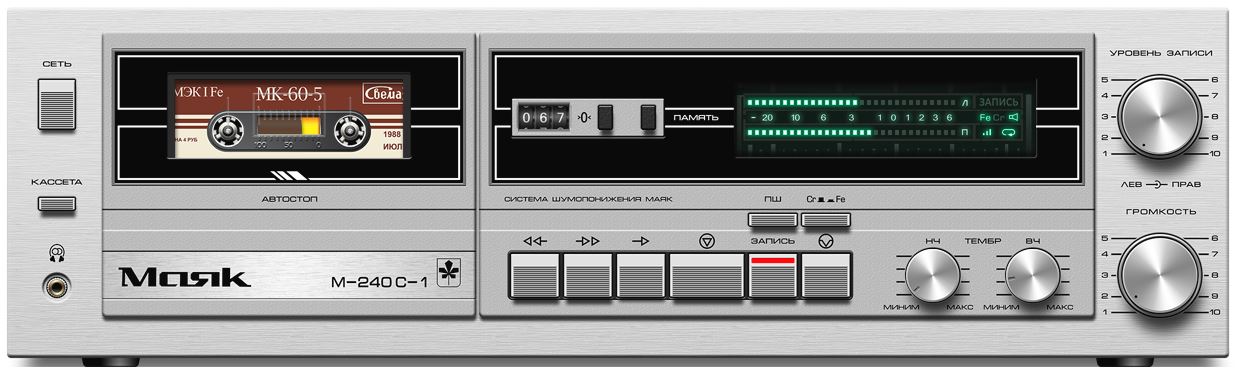 СЕТЬ
КАССЕТА
МЭК I Fe МК-60-5 Свема
НА 4 РУБ
1988
ИЮЛ
100 50 0
АВТОСТОП
Маяк М-240С-1
067 >0< ПАМЯТЬ
Л ЗАПИСЬ
- 20 10 6 3 1 0 1 2 3 6 Fe Cr
П
СИСТЕМА ШУМОПОНИЖЕНИЯ МАЯК
ПШ Cr Fe
ЗАПИСЬ
НЧ ТЕМБР ВЧ
МИНИМ МАКС МИНИМ МАКС
УРОВЕНЬ ЗАПИСИ
5 6
4 7
3 8
2 9
1 10
ЛЕВ ПРАВ
ГРОМКОСТЬ
5 6
4 7
3 8
2 9
1 10